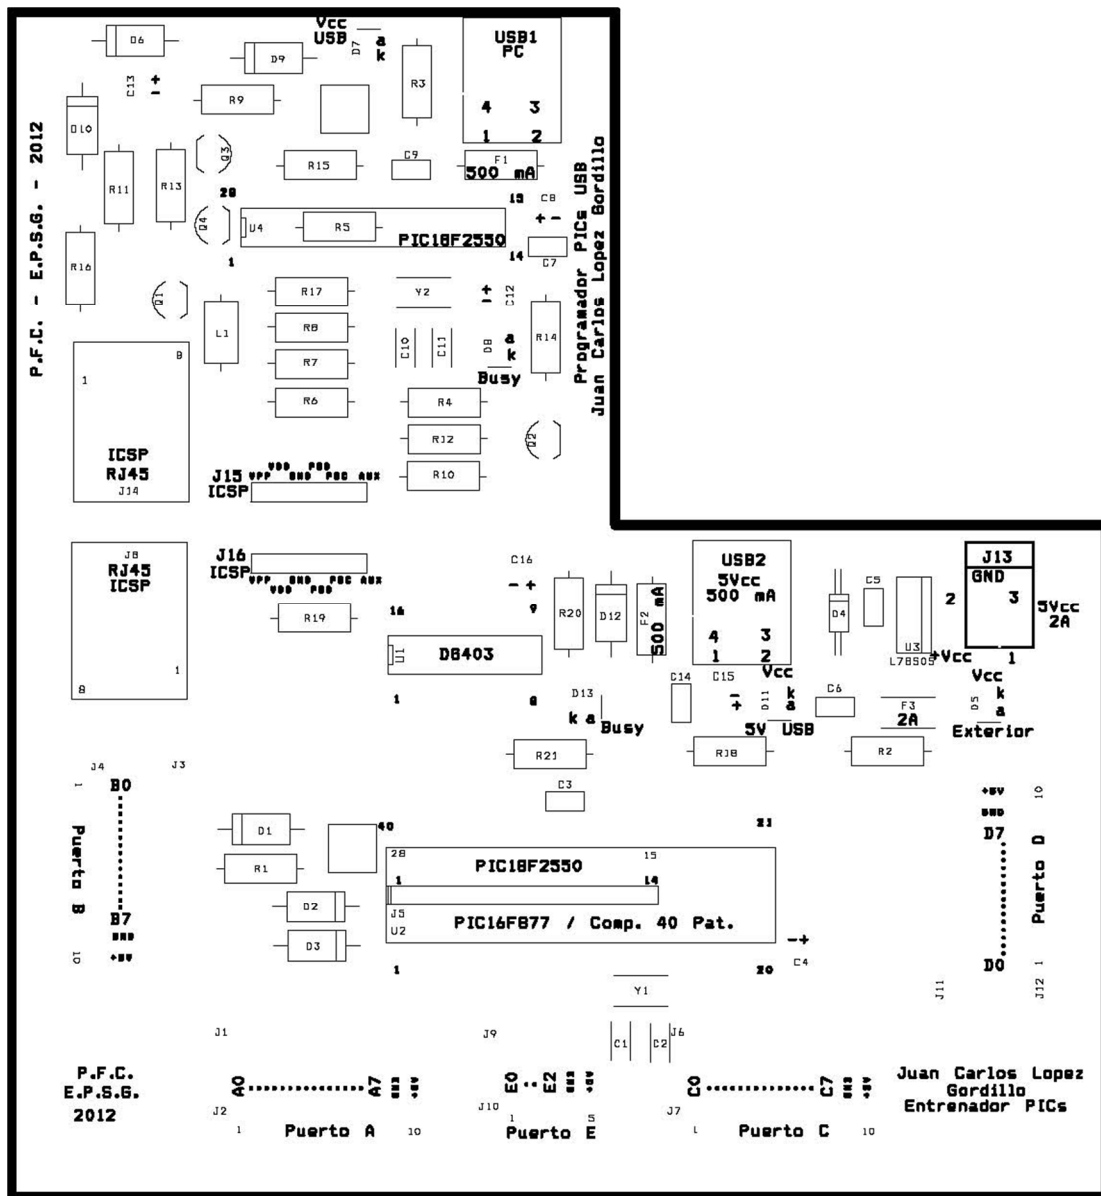 D6
Vcc
USB
D7
a
k
D9
USB1
PC
R3
C13
+
-
R9
4 3
1 2
D10
P.F.C. - E.P.S.G. - 2012
Q3
R11
R13
R15
C9
F1
500 mA
28
15
C8
+ -
Q4
U4
R5
PIC18F2550
1
14
C7
R16
Programador PICs USB
Juan Carlos Lopez Gordillo
Q1
L1
R17
Y2
+
-
C12
R8
C10
C11
D8
a
k
R14
R7
Busy
R6
R4
1
8
R12
Q2
ICSP
RJ45
J14
J15
ICSP
VDD PGD
VPP GND PGC AUX
R10
J8
RJ45
ICSP
J16
ICSP
VPP GND PGC AUX
VDD PGD
C16
- +
USB2
5Vcc
500 mA
J13
GND
C5
2 3
5Vcc
2A
R19
16
9
R20
D12
F2
500 mA
D4
4 3
1 2
U3
L78S05
+Vcc
1
U1
D8403
8
1
1
8
D13
k a
Busy
C14
C15
-
+
D11
Vcc
k
a
5V USB
C6
F3
2A
D5
Vcc
k
a
Exterior
R21
R18
R2
J4
J3
1
B0
C3
+5V
GND
10
D7
Puerto D
D1
40
21
Puerto B
R1
28
15
PIC18F2550
1
14
B7
GND
+5V
10
D2
J5
U2
PIC16F877 / Comp. 40 Pat.
D3
1
20
- +
C4
D0
1
J11
J12
Y1
J1
J9
C1
C2
J6
P.F.C.
E.P.S.G.
2012
A0
A7
GND
+5V
E0
E2
GND
+5V
C0
C7
GND
+5V
Juan Carlos Lopez
Gordillo
Entrenador PICs
J2
1
Puerto A
10
J10
1
5
Puerto E
J7
1
Puerto C
10